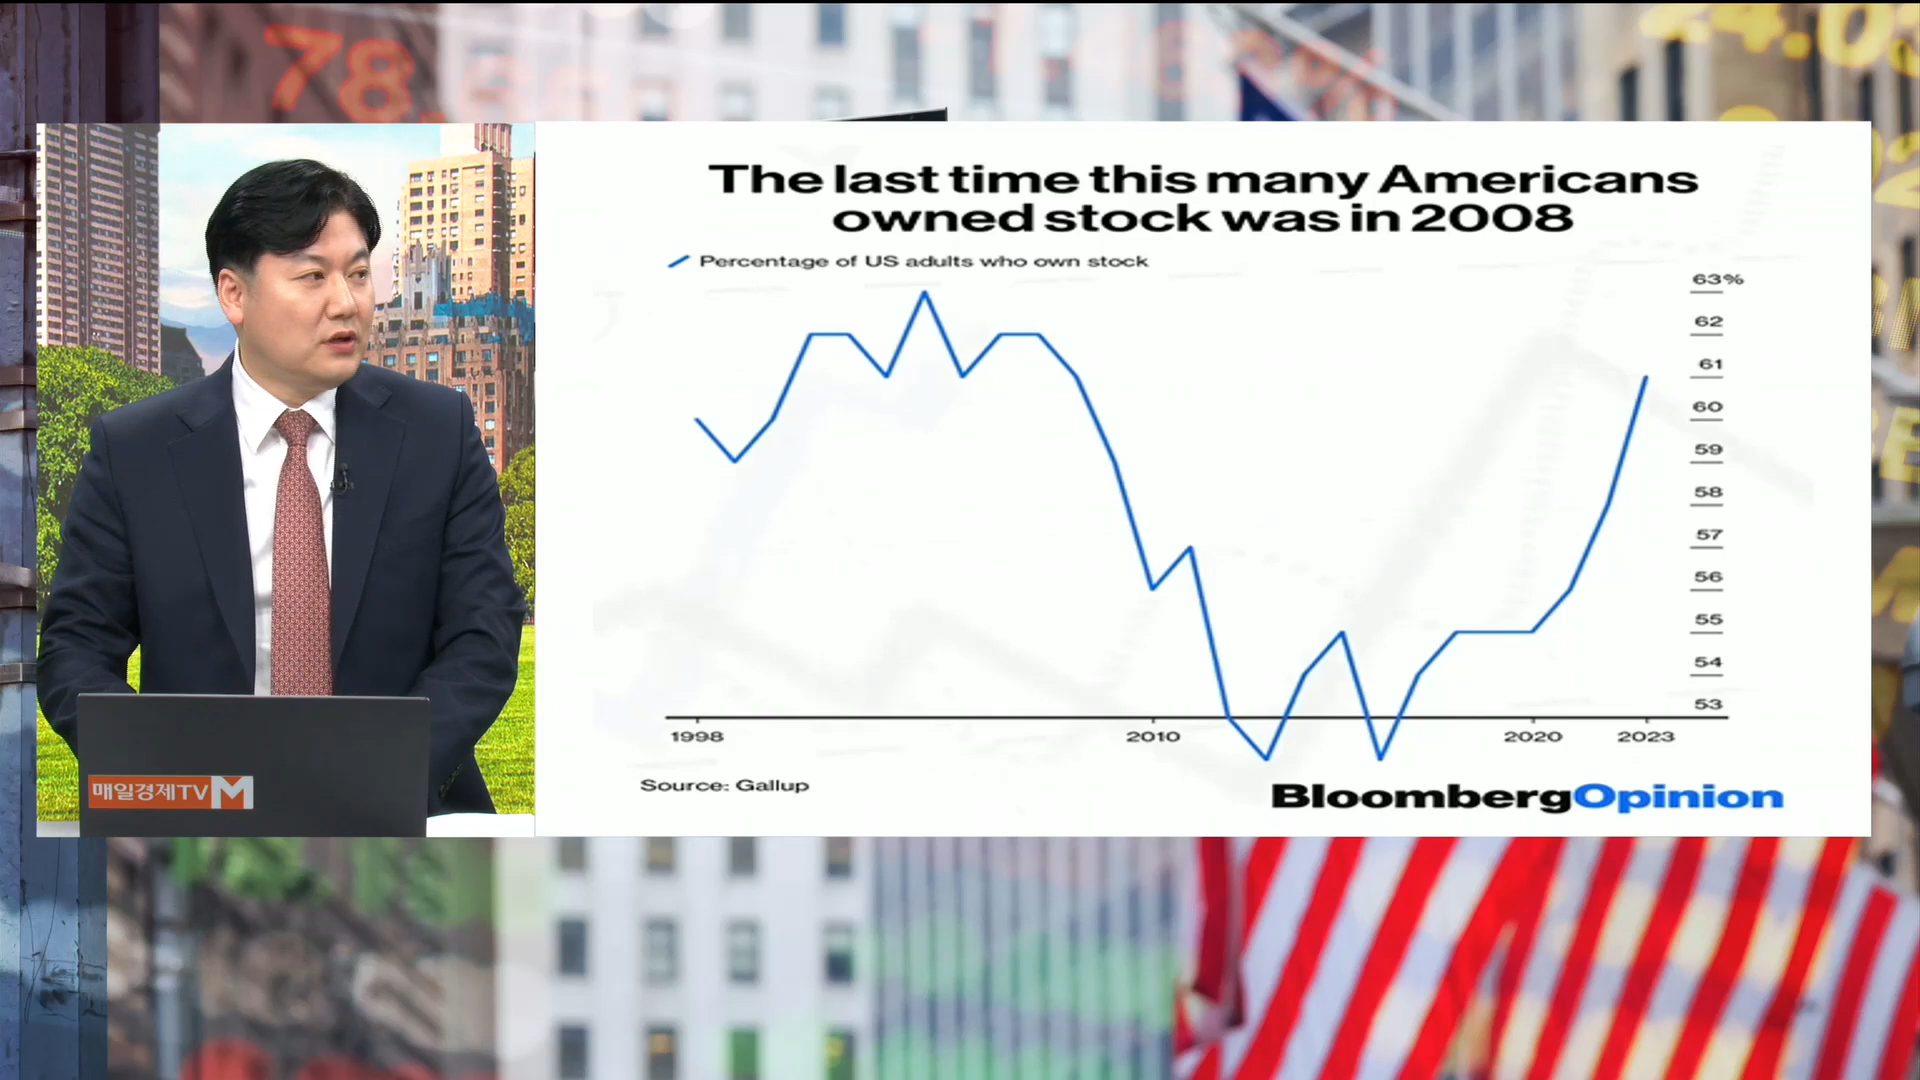 The last time this many Americans
owned stock was in 2008
Percentage of US adults who own stock
63%
62
61
60
59
58
57
56
55
54
53
1998
2010
2020
2023
Source: Gallup
BloombergOpinion
매일경제TV M
78